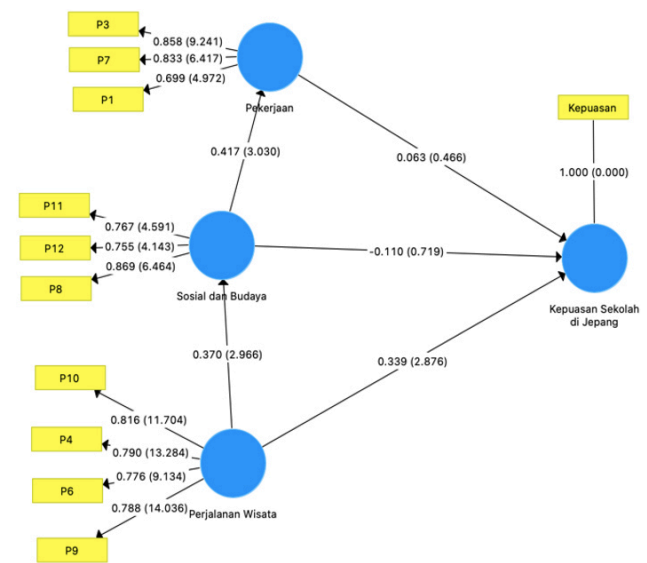 P3
0.858 (9.241)
P7
0.833 (6.417)
0.699 (4.972)
P1
Pekerjaan
Kepuasan
0.417 (3.030)
0.063 (0.466)
1.000 (0.000)
P11
0.767 (4.591)
P12
0.755 (4.143)
0.869 (6.464)
P8
-0.110 (0.719)
Sosial dan Budaya
Kepuasan Sekolah
di Jepang
0.370 (2.966)
0.339 (2.876)
P10
0.816 (11.704)
P4
0.790 (13.284)
0.776 (9.134)
P6
0.788 (14.036)
Perjalanan Wisata
P9